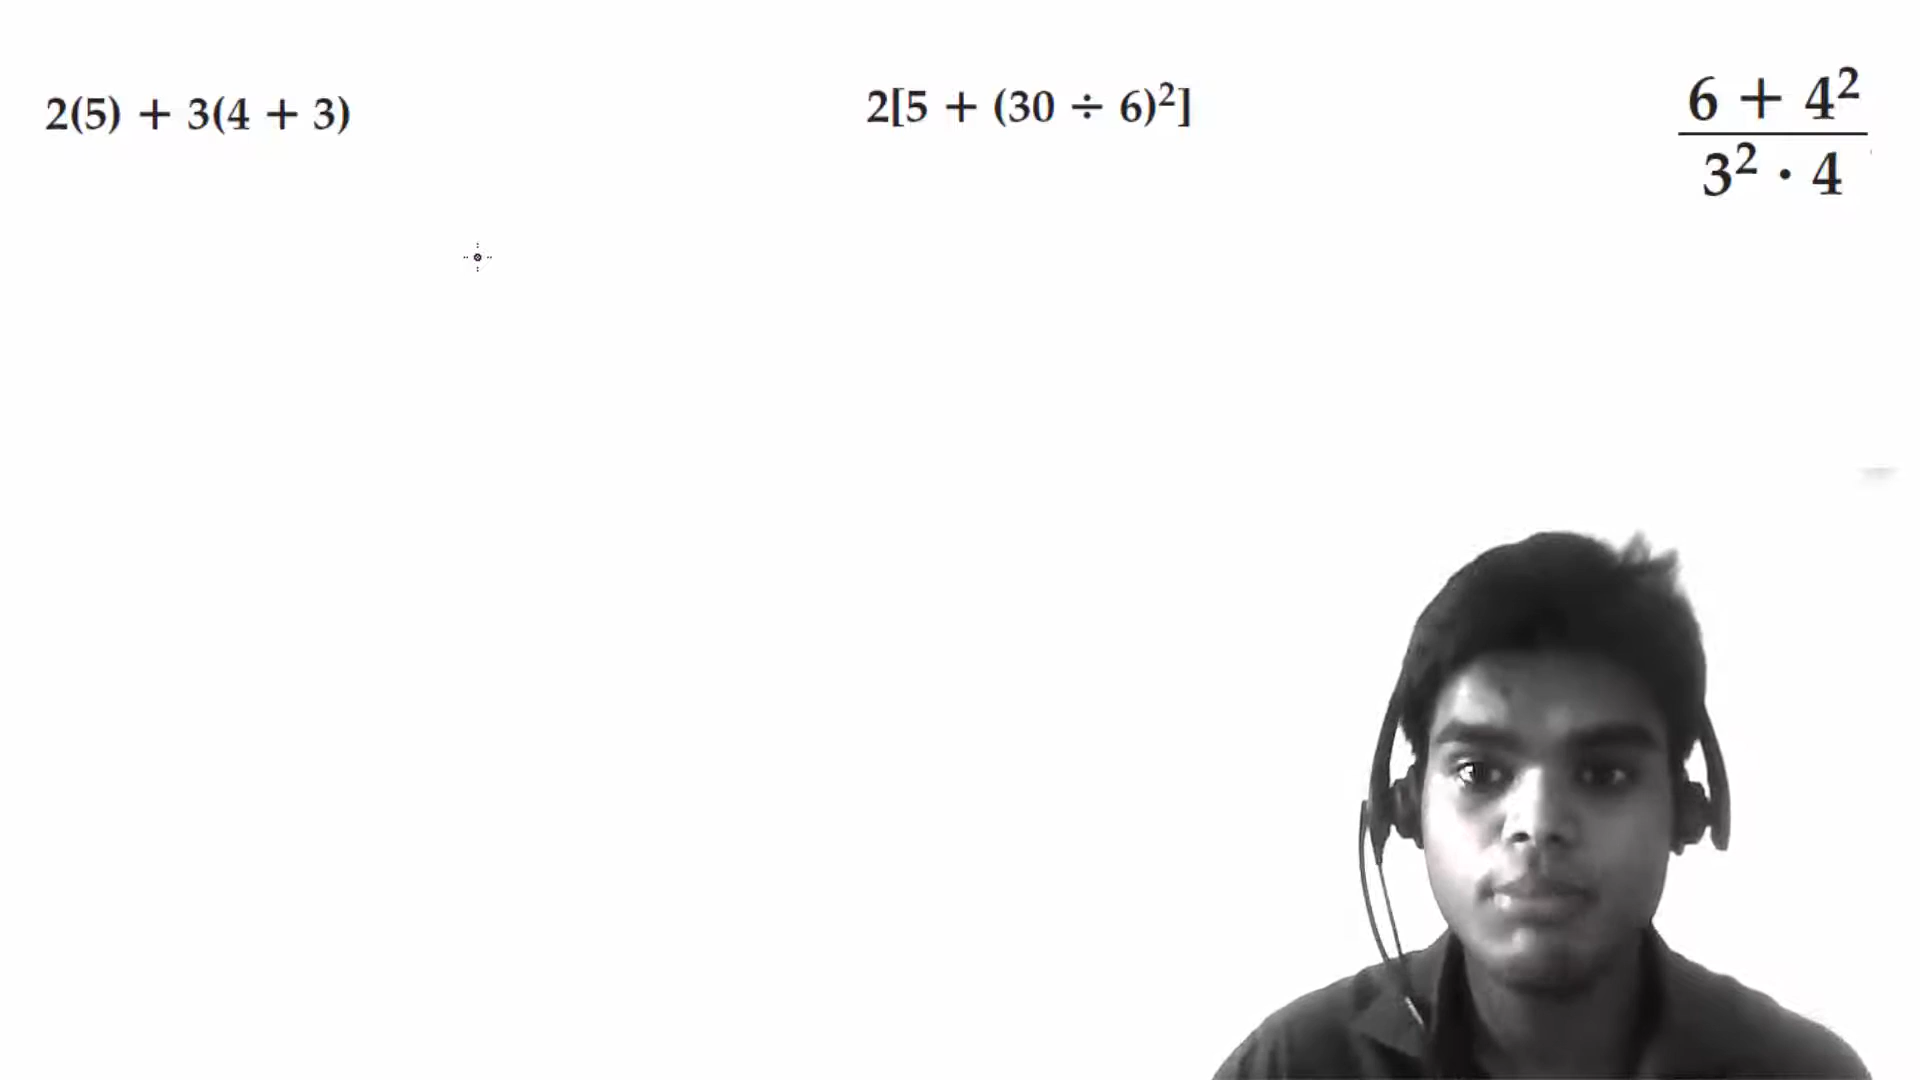 2(5) + 3(4 + 3)
2[5 + (30 ÷ 6)²]
6 + 4²
3² · 4